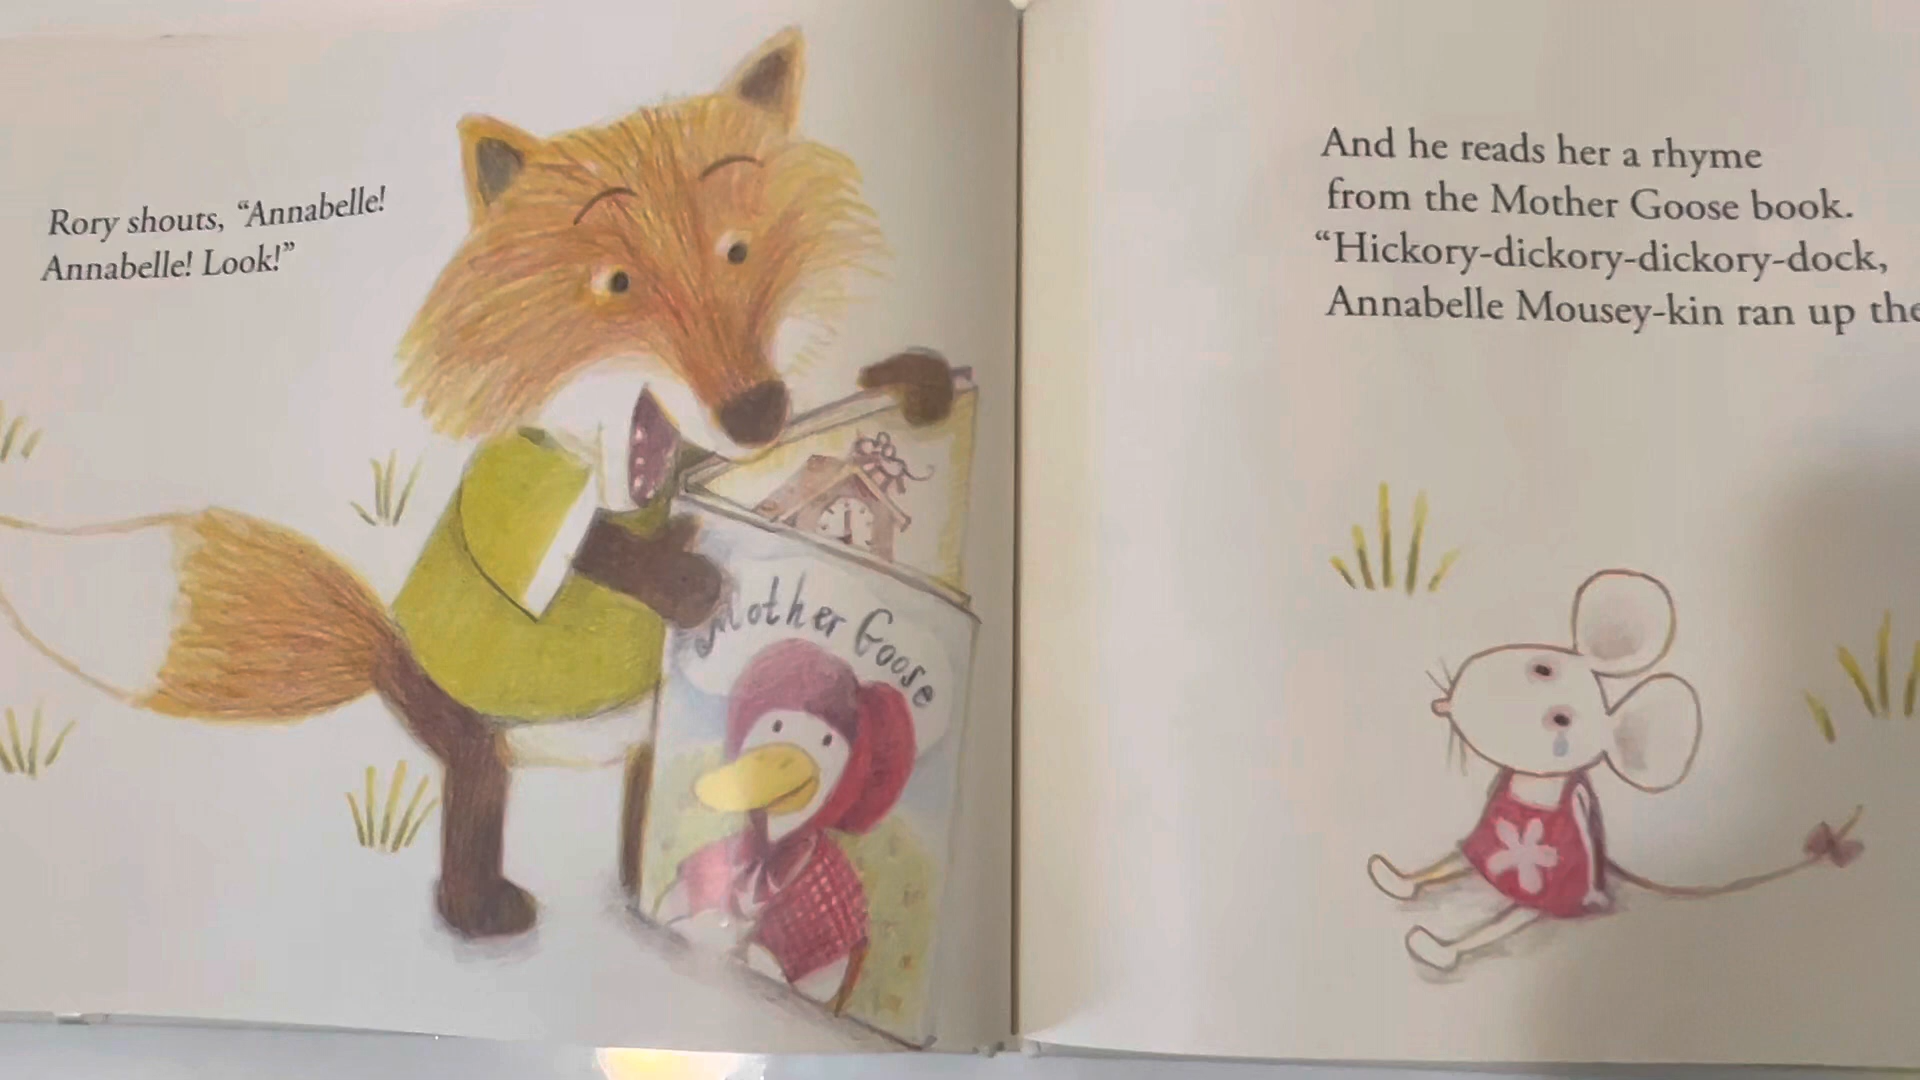 Rory shouts, “Annabelle!
Annabelle! Look!”
Mother Goose
And he reads her a rhyme
from the Mother Goose book.
“Hickory-dickory-dickory-dock,
Annabelle Mousey-kin ran up the